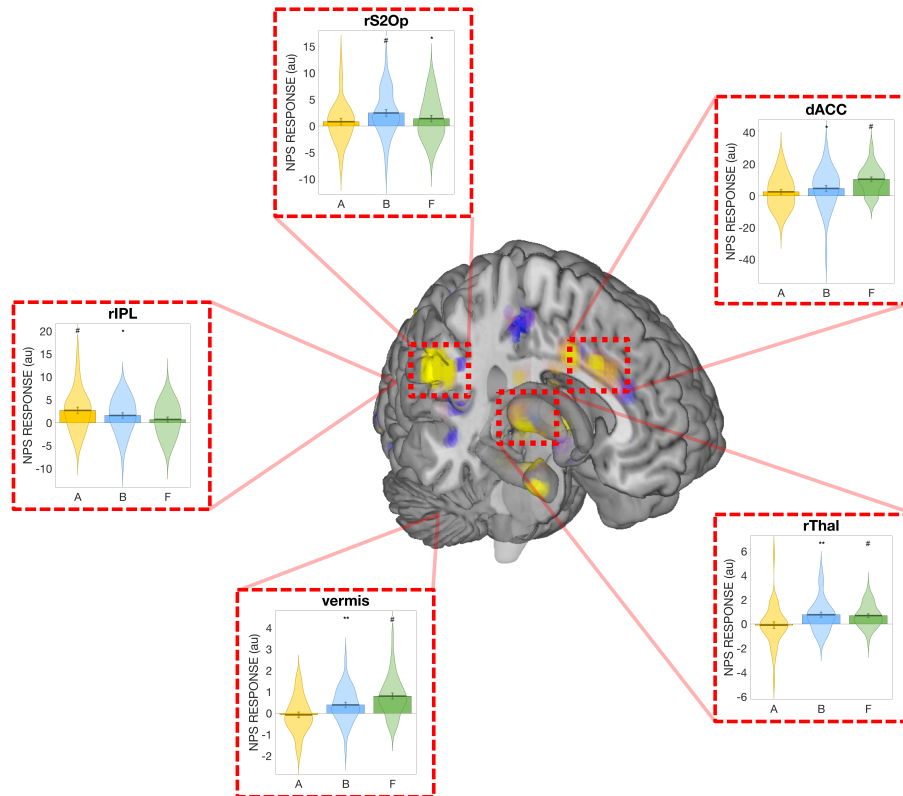 rS2Op
# *
NPS RESPONSE (au)
15
10
5
0
-5
-10
A B F
dACC
* #
NPS RESPONSE (au)
40
20
0
-20
-40
A B F
rIPL
# *
NPS RESPONSE (au)
20
15
10
5
0
-5
-10
A B F
rThal
** #
NPS RESPONSE (au)
6
4
2
0
-2
-4
-6
A B F
vermis
** #
NPS RESPONSE (au)
4
3
2
1
0
-1
-2
A B F